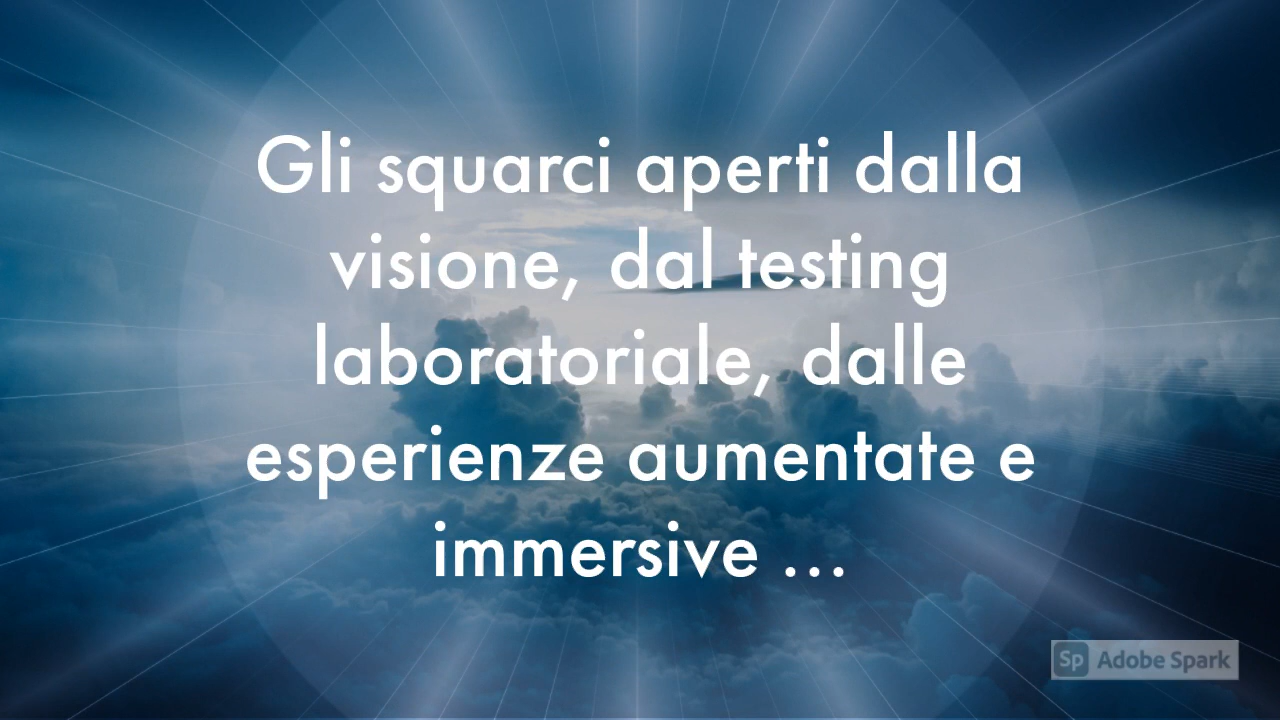 Gli squarci aperti dalla
visione, dal testing
laboratoriale, dalle
esperienze aumentate e
immersive ...
Sp Adobe Spark